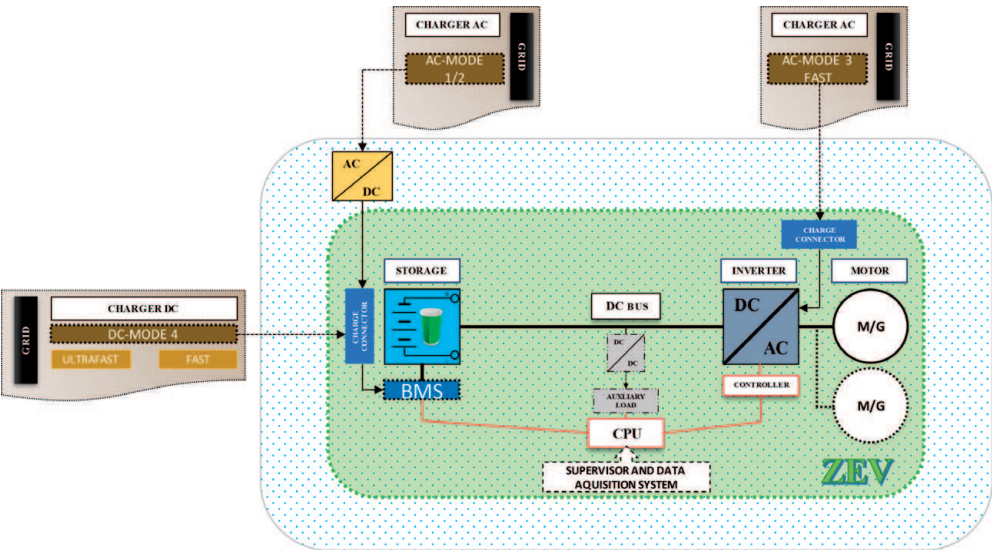 CHARGER AC
AC-MODE
1/2
GRID
CHARGER AC
AC-MODE 3
FAST
GRID
AC
DC
CHARGE
CONNECTOR
STORAGE
INVERTER
MOTOR
GRID
CHARGER DC
DC-MODE 4
ULTRAFAST
FAST
CHARGE
CONNECTOR
DC BUS
DC
AC
M/G
DC
DC
BMS
CONTROLLER
AUXLIARY
LOAD
M/G
CPU
SUPERVISOR AND DATA
AQUISITION SYSTEM
ZEV